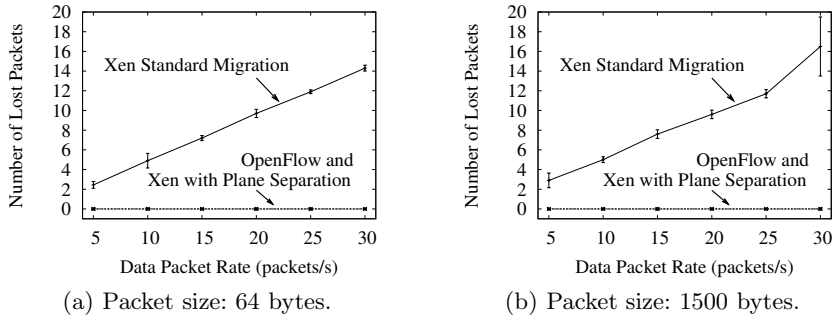 Number of Lost Packets
20
18
16
14
12
10
8
6
4
2
0
Xen Standard Migration
OpenFlow and
Xen with Plane Separation
5 10 15 20 25 30
Data Packet Rate (packets/s)
(a) Packet size: 64 bytes.
Number of Lost Packets
20
18
16
14
12
10
8
6
4
2
0
Xen Standard Migration
OpenFlow and
Xen with Plane Separation
5 10 15 20 25 30
Data Packet Rate (packets/s)
(b) Packet size: 1500 bytes.